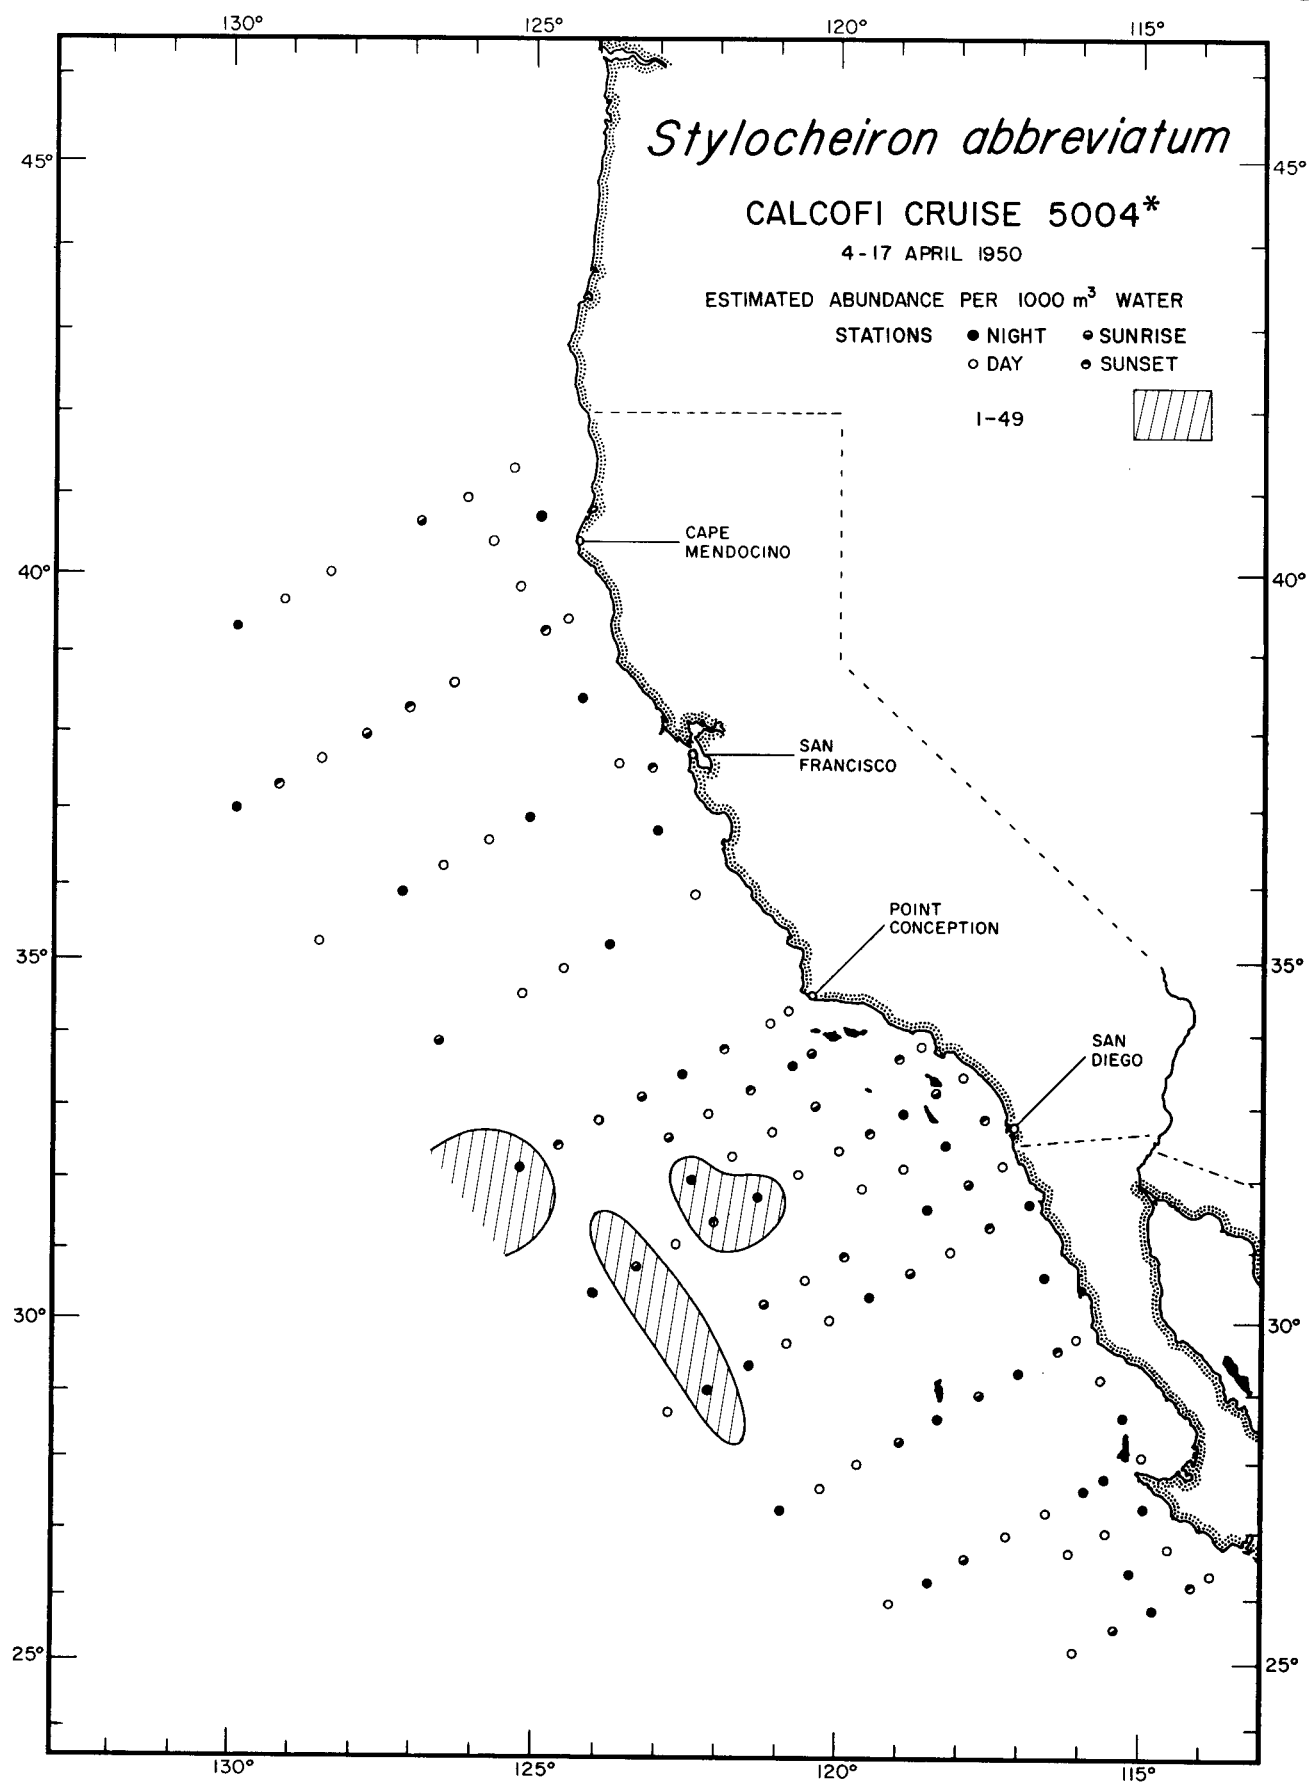 130° 125° 120° 115°
Stylocheiron abbreviatum
45° 45°
CALCOFI CRUISE 5004*
4-17 APRIL 1950
ESTIMATED ABUNDANCE PER 1000 m³ WATER
STATIONS NIGHT SUNRISE
DAY SUNSET
1-49
CAPE
MENDOCINO
40° 40°
SAN
FRANCISCO
POINT
CONCEPTION
35° 35°
SAN
DIEGO
30° 30°
25° 25°
130° 125° 120° 115°